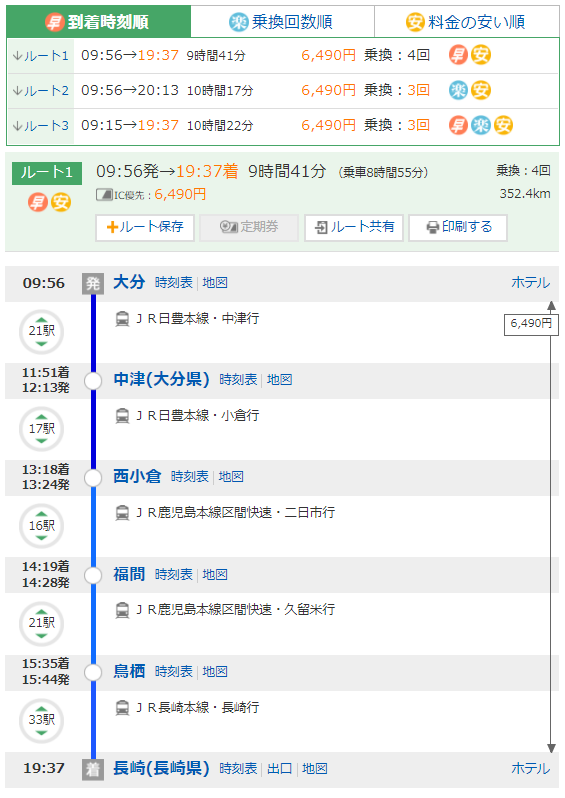 早 到着時刻順 楽 乗換回数順 安 料金の安い順
↓ルート1 09:56→19:37 9時間41分 6,490円 乗換：4回 早 安
↓ルート2 09:56→20:13 10時間17分 6,490円 乗換：3回 楽 安
↓ルート3 09:15→19:37 10時間22分 6,490円 乗換：3回 早 楽 安
ルート1 09:56発→19:37着 9時間41分 （乗車8時間55分） 乗換：4回
早 安 IC優先：6,490円 352.4km
ルート保存 定期券 ルート共有 印刷する
09:56 発 大分 時刻表 | 地図 ホテル
21駅 ＪＲ日豊本線・中津行 6,490円
11:51着
12:13発
中津(大分県) 時刻表 | 地図
17駅 ＪＲ日豊本線・小倉行
13:18着
13:24発
西小倉 時刻表 | 地図
16駅 ＪＲ鹿児島本線区間快速・二日市行
14:19着
14:28発
福間 時刻表 | 地図
21駅 ＪＲ鹿児島本線区間快速・久留米行
15:35着
15:44発
鳥栖 時刻表 | 地図
33駅 ＪＲ長崎本線・長崎行
19:37 着 長崎(長崎県) 時刻表 | 出口 | 地図 ホテル